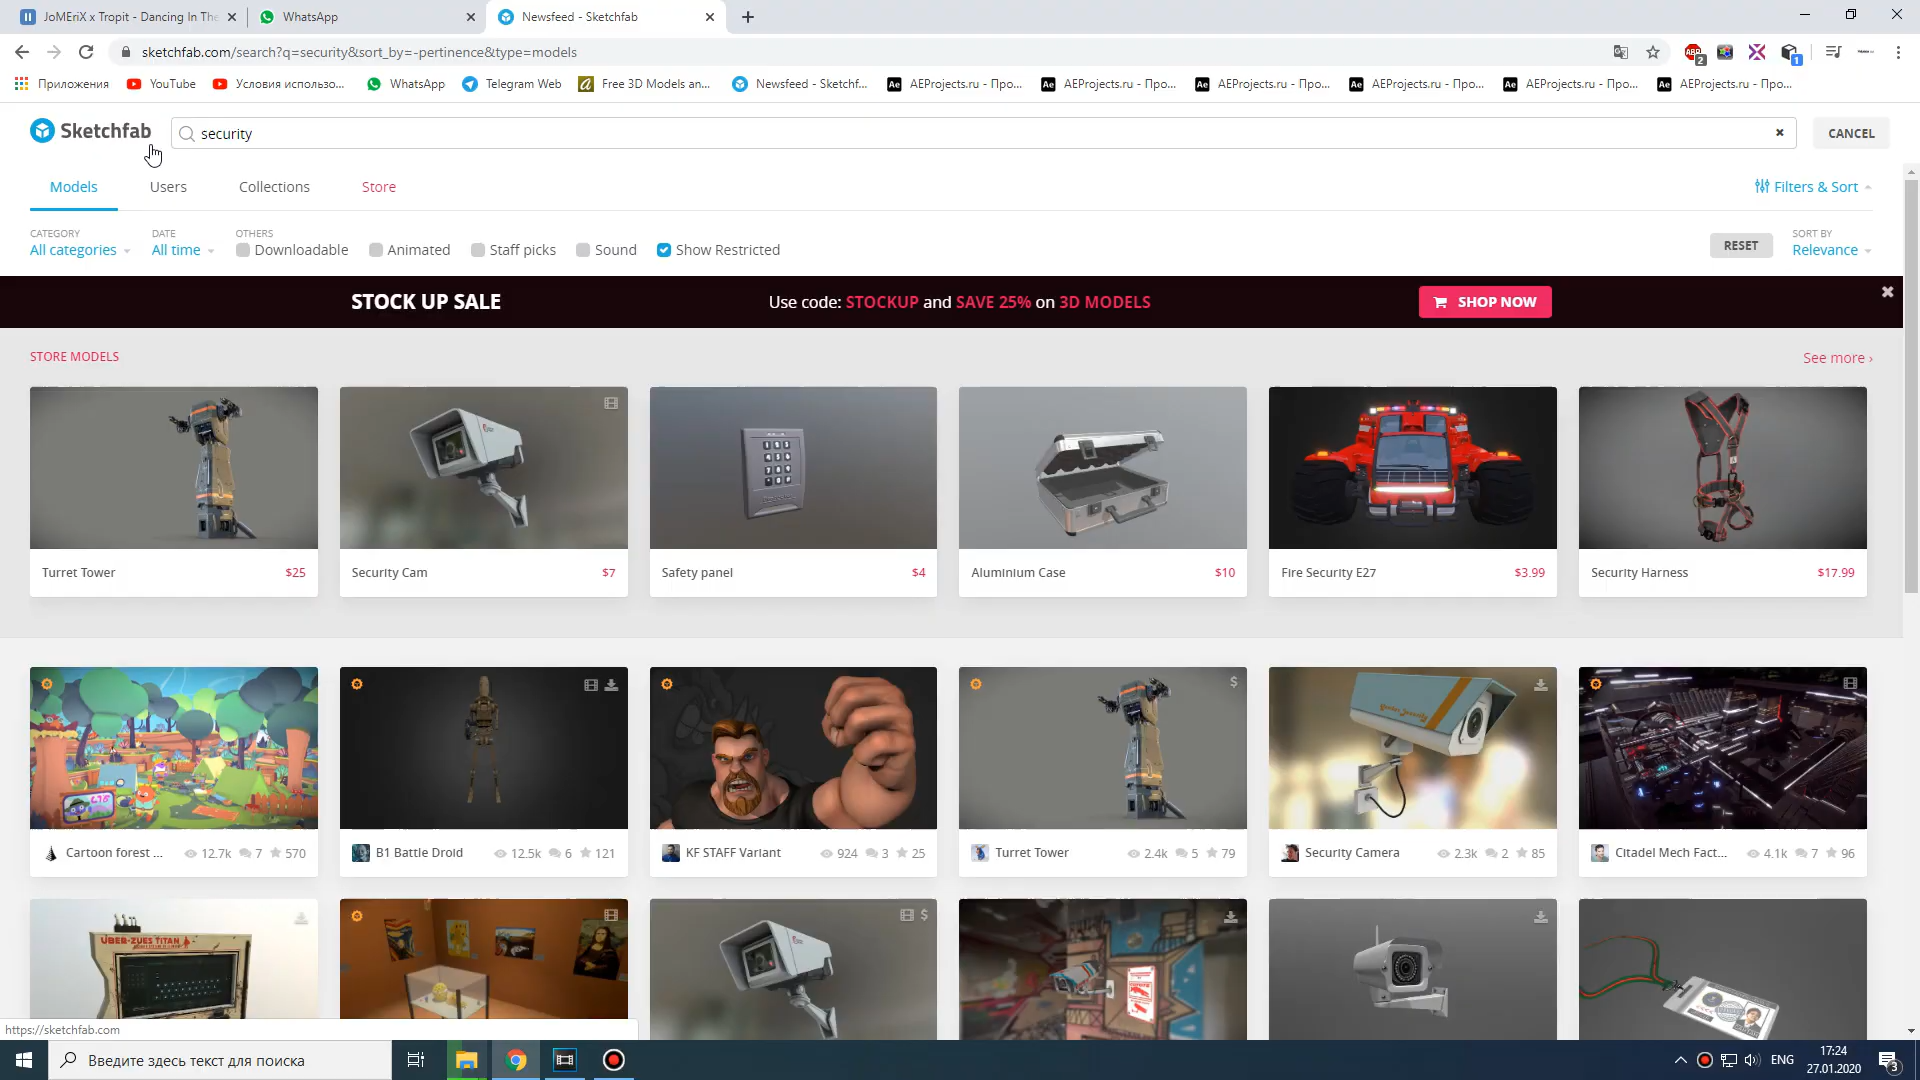 JoMEriX x Tropit - Dancing In The
WhatsApp
Newsfeed - Sketchfab
sketchfab.com/search?q=security&sort_by=-pertinence&type=models
Приложения
YouTube
Условия использо...
WhatsApp
Telegram Web
Free 3D Models an...
Newsfeed - Sketchf...
AEProjects.ru - Про...
AEProjects.ru - Про...
AEProjects.ru - Про...
AEProjects.ru - Про...
AEProjects.ru - Про...
AEProjects.ru - Про...
Sketchfab
security
CANCEL
Models
Users
Collections
Store
Filters & Sort
CATEGORY
All categories
DATE
All time
OTHERS
Downloadable
Animated
Staff picks
Sound
Show Restricted
RESET
SORT BY
Relevance
STOCK UP SALE
Use code: STOCKUP and SAVE 25% on 3D MODELS
SHOP NOW
STORE MODELS
See more ›
Turret Tower $25
Security Cam $7
Safety panel $4
Aluminium Case $10
Fire Security E27 $3.99
Security Harness $17.99
Cartoon forest ... 12.7k 7 570
B1 Battle Droid 12.5k 6 121
KF STAFF Variant 924 3 25
Turret Tower 2.4k 5 79
Security Camera 2.3k 2 85
Citadel Mech Fact... 4.1k 7 96
ÜBER-ZUES TITAN
https://sketchfab.com
Введите здесь текст для поиска
ENG
17:24
27.01.2020
3